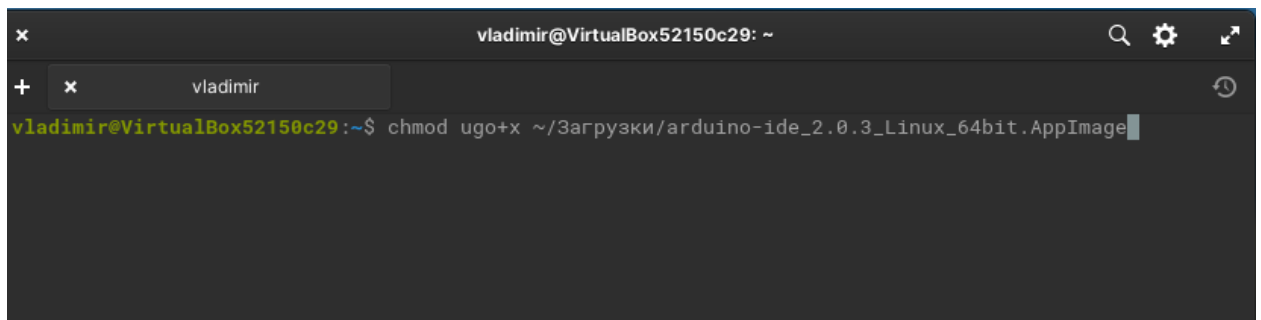 vladimir@VirtualBox52150c29: ~
vladimir
vladimir@VirtualBox52150c29:~$ chmod ugo+x ~/Загрузки/arduino-ide_2.0.3_Linux_64bit.AppImage